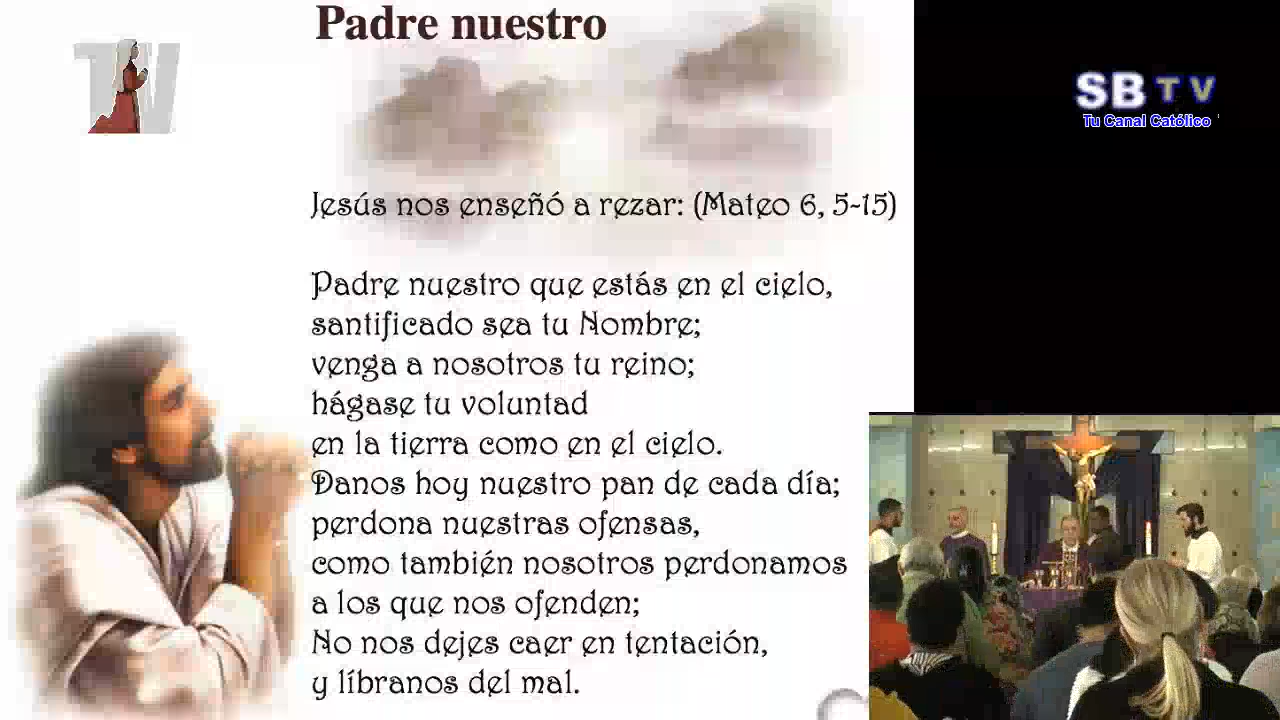 Padre nuestro
TV
SB TV
Tu Canal Católico
Jesús nos enseñó a rezar: (Mateo 6, 5-15)
Padre nuestro que estás en el cielo,
santificado sea tu Nombre;
venga a nosotros tu reino;
hágase tu voluntad
en la tierra como en el cielo.
Danos hoy nuestro pan de cada día;
perdona nuestras ofensas,
como también nosotros perdonamos
a los que nos ofenden;
No nos dejes caer en tentación,
y líbranos del mal.